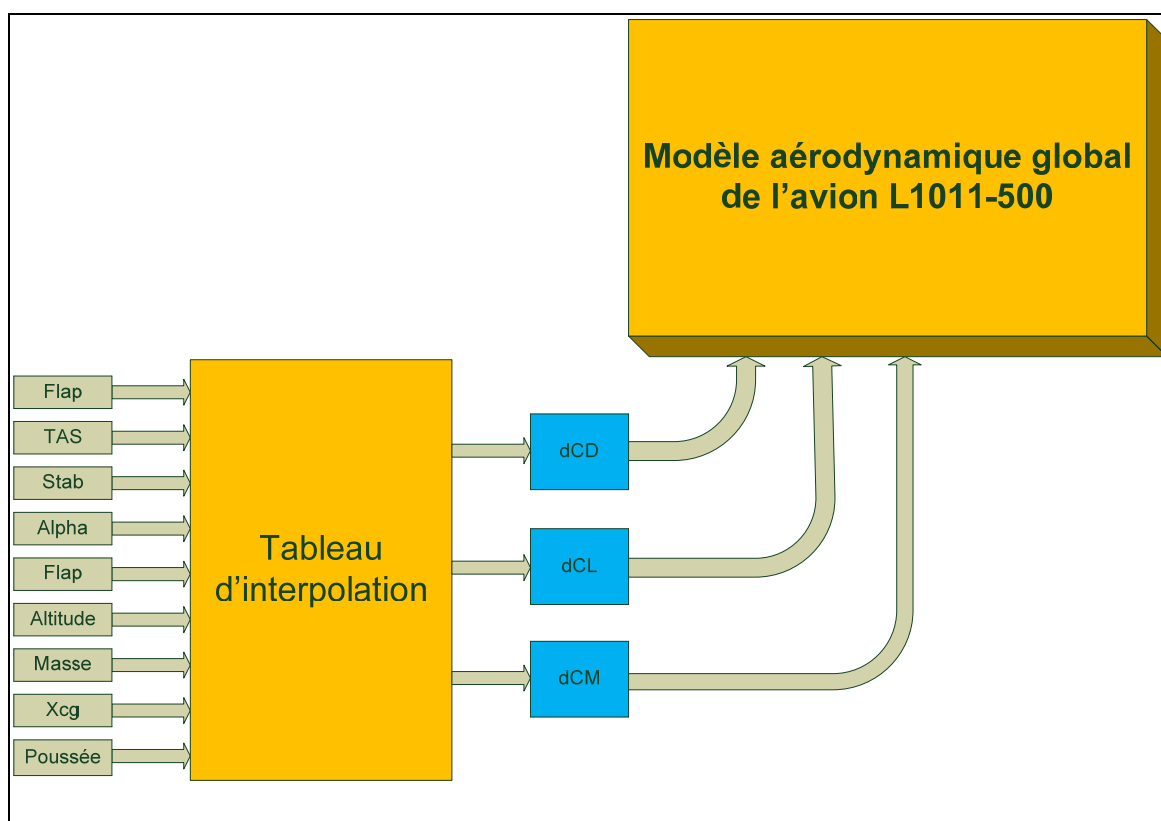 Modèle aérodynamique global
de l'avion L1011-500
Flap
TAS
Stab
Alpha
Flap
Altitude
Masse
Xcg
Poussée
Tableau
d'interpolation
dCD
dCL
dCM